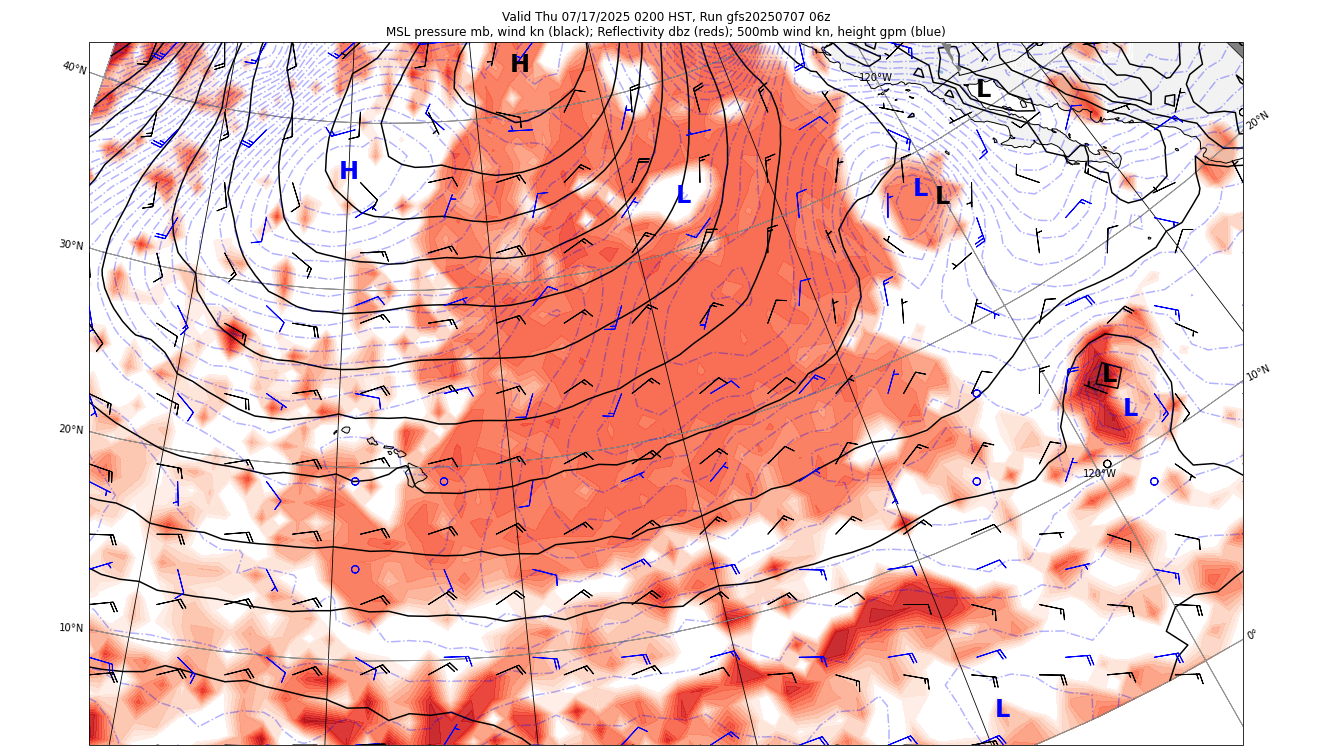 Valid Thu 07/17/2025 0200 HST, Run gfs20250707 06z
MSL pressure mb, wind kn (black); Reflectivity dbz (reds); 500mb wind kn, height gpm (blue)
40°N
H
120°W
L
20°N
H
L
L
L
30°N
L
10°N
L
20°N
120°W
10°N
0°
L